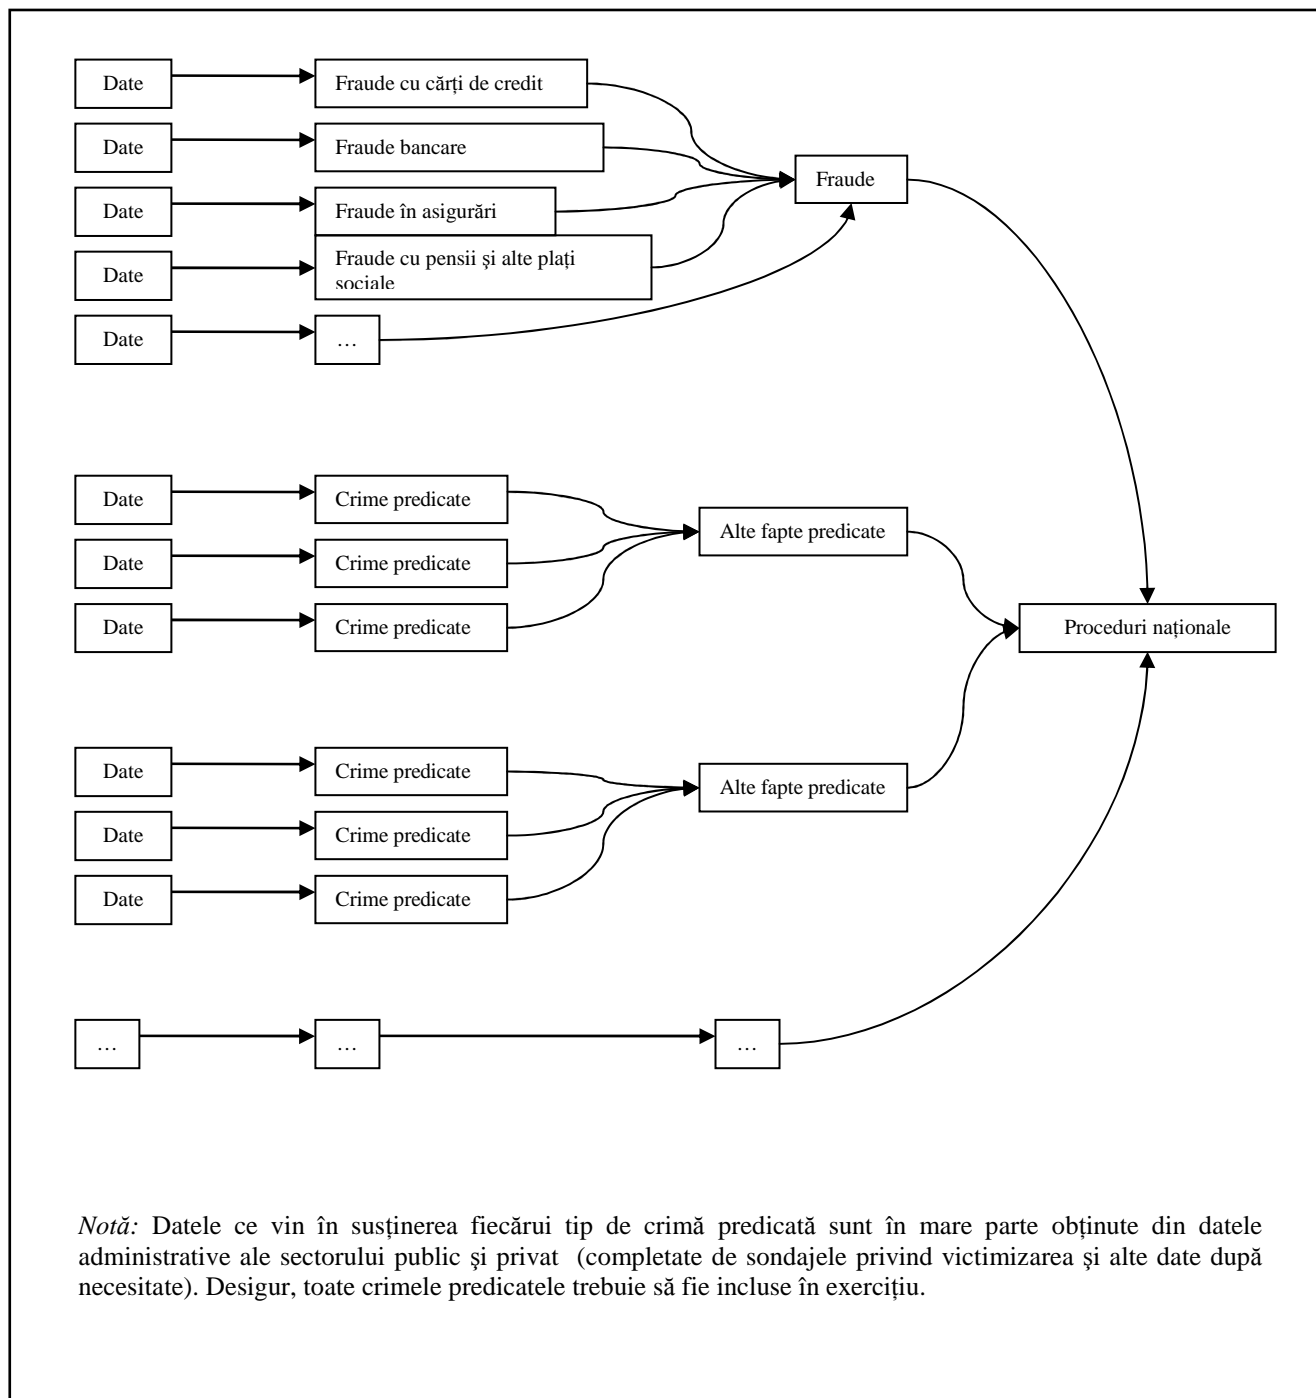 Date
Fraude cu cărți de credit
Date
Fraude bancare
Fraude
Date
Fraude în asigurări
Date
Fraude cu pensii și alte plați
sociale
Date
…
Date
Crime predicate
Date
Crime predicate
Alte fapte predicate
Date
Crime predicate
Proceduri naționale
Date
Crime predicate
Date
Crime predicate
Alte fapte predicate
Date
Crime predicate
…
…
…
Notă: Datele ce vin în susținerea fiecărui tip de crimă predicată sunt în mare parte obținute din datele
administrative ale sectorului public și privat (completate de sondajele privind victimizarea și alte date după
necesitate). Desigur, toate crimele predicatele trebuie să fie incluse în exercițiu.